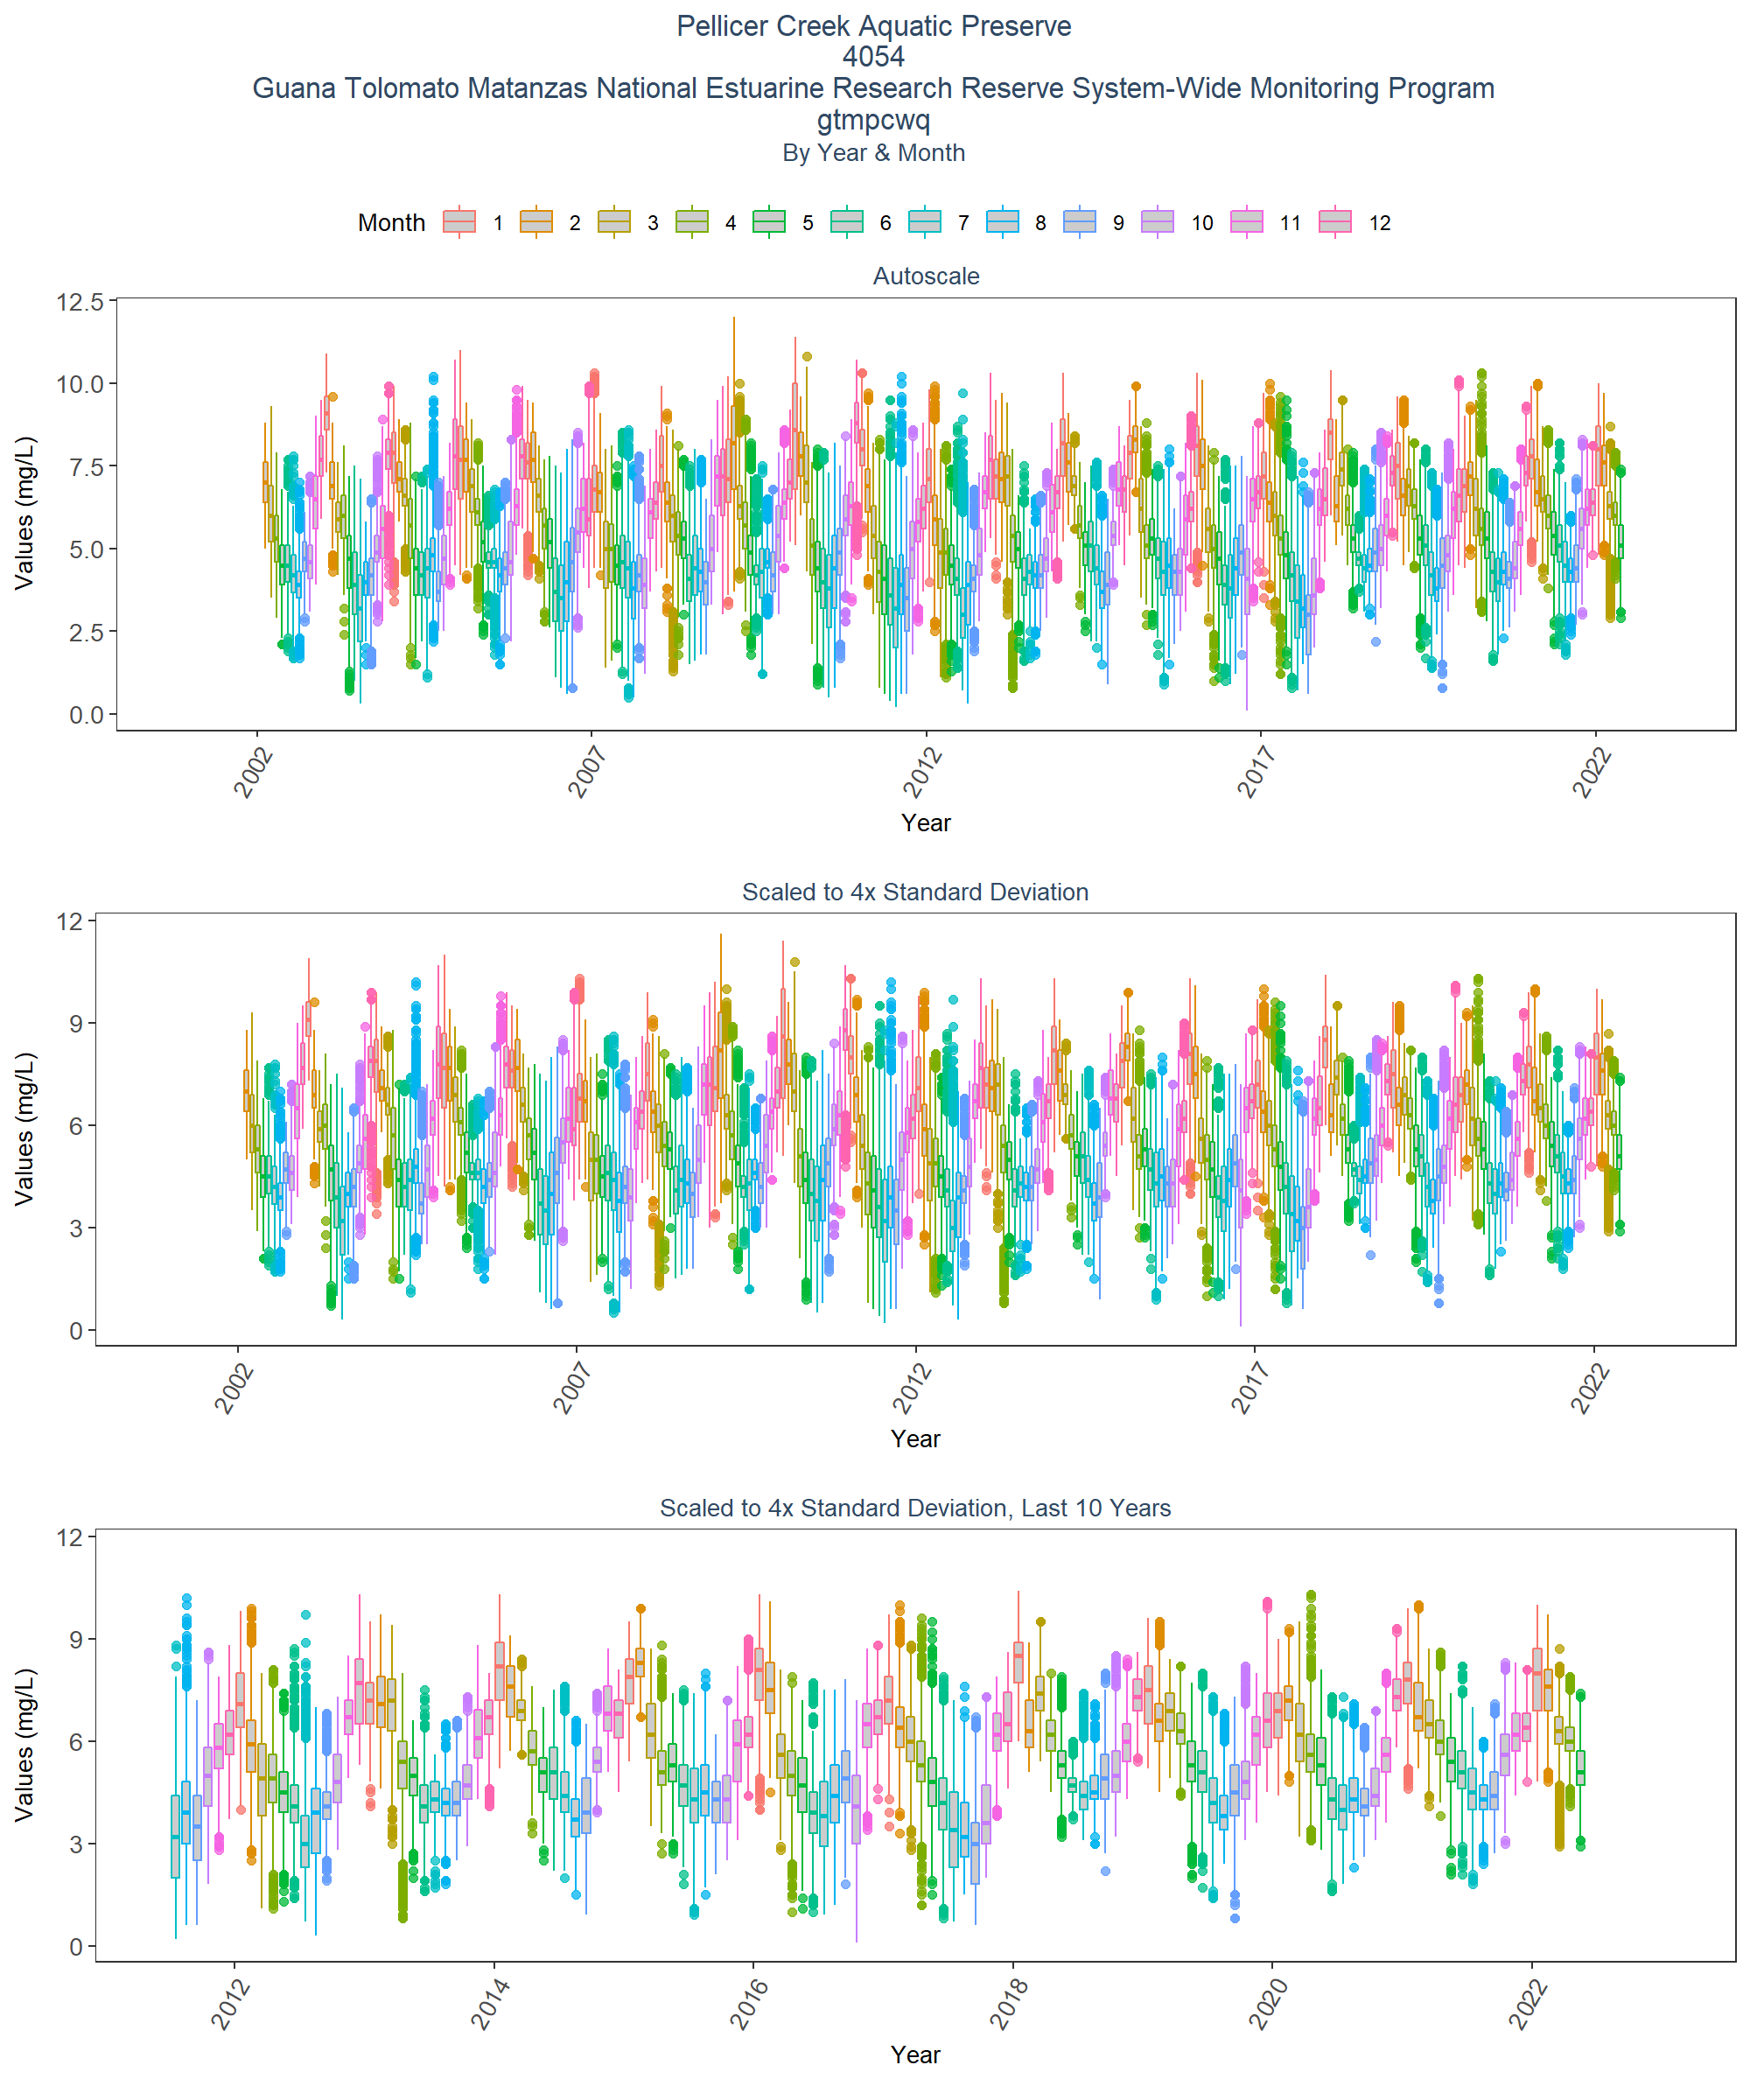 Pellicer Creek Aquatic Preserve
4054
Guana Tolomato Matanzas National Estuarine Research Reserve System-Wide Monitoring Program
gtmpcwq
By Year & Month
Month 1 2 3 4 5 6 7 8 9 10 11 12
Autoscale
Values (mg/L)
12.5
10.0
7.5
5.0
2.5
0.0
2002 2007 2012 2017 2022
Year
Scaled to 4x Standard Deviation
Values (mg/L)
12
9
6
3
0
2002 2007 2012 2017 2022
Year
Scaled to 4x Standard Deviation, Last 10 Years
Values (mg/L)
12
9
6
3
0
2012 2014 2016 2018 2020 2022
Year